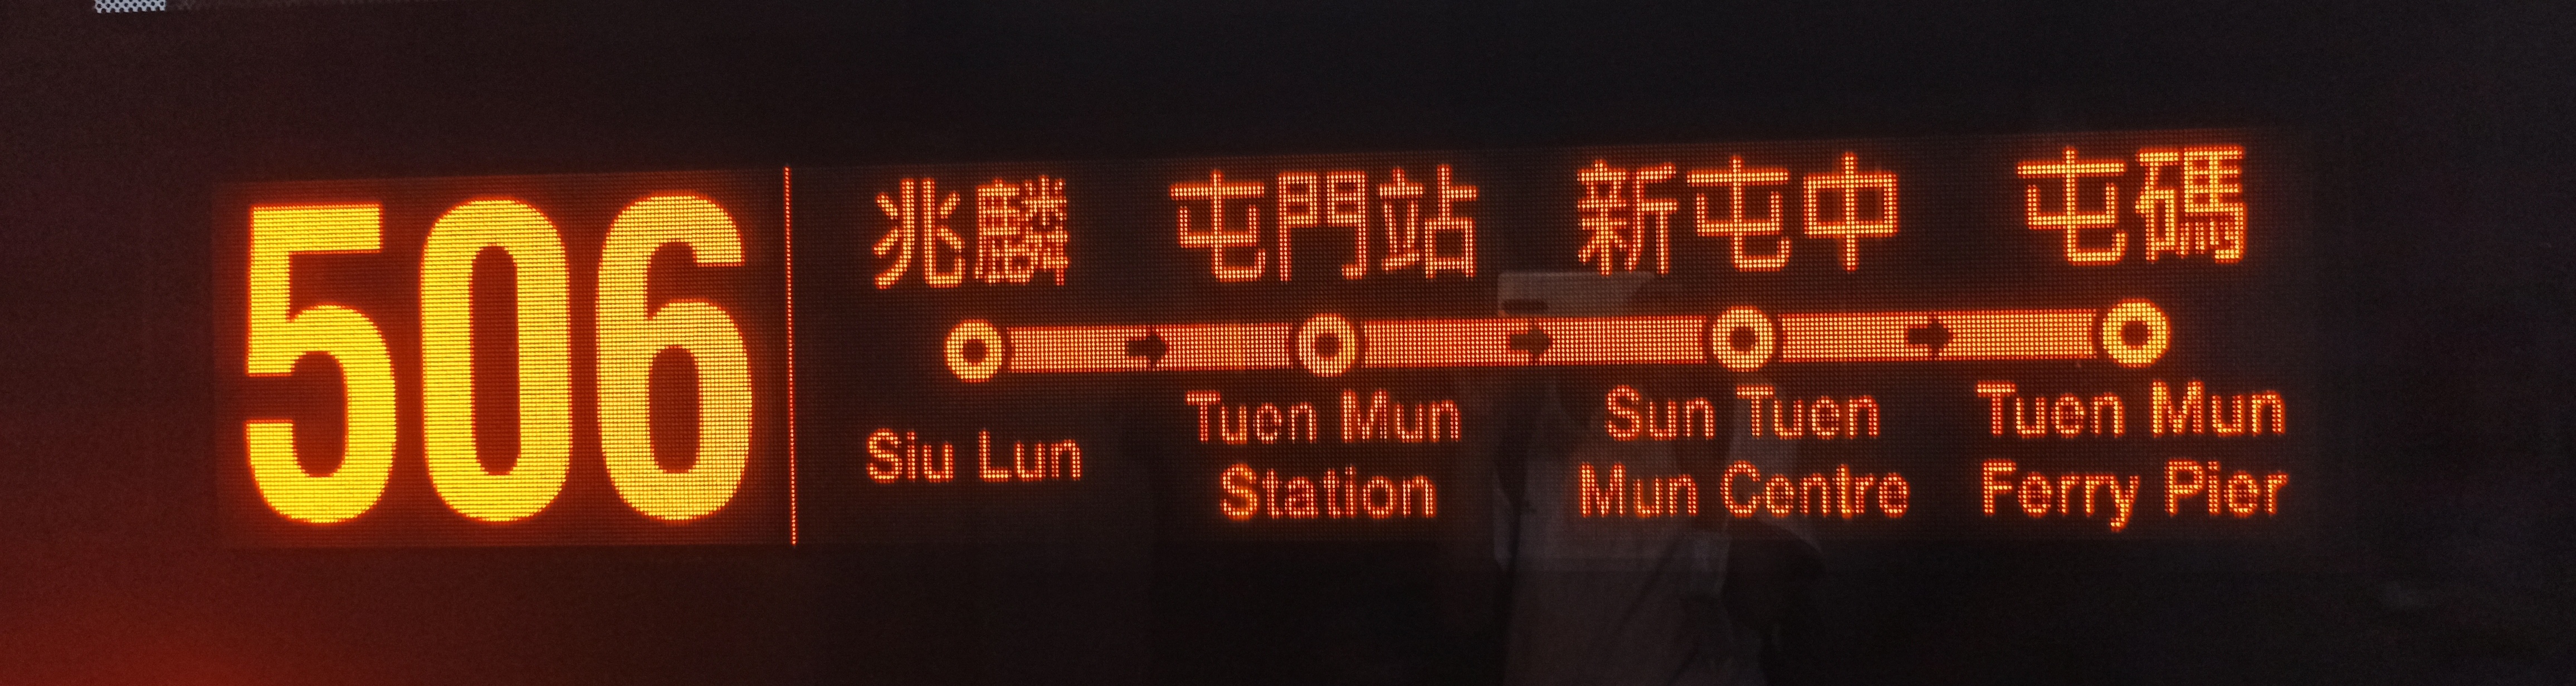 506
兆麟 屯門站 新屯中 屯碼
Siu Lun
Tuen Mun
Station
Sun Tuen
Mun Centre
Tuen Mun
Ferry Pier